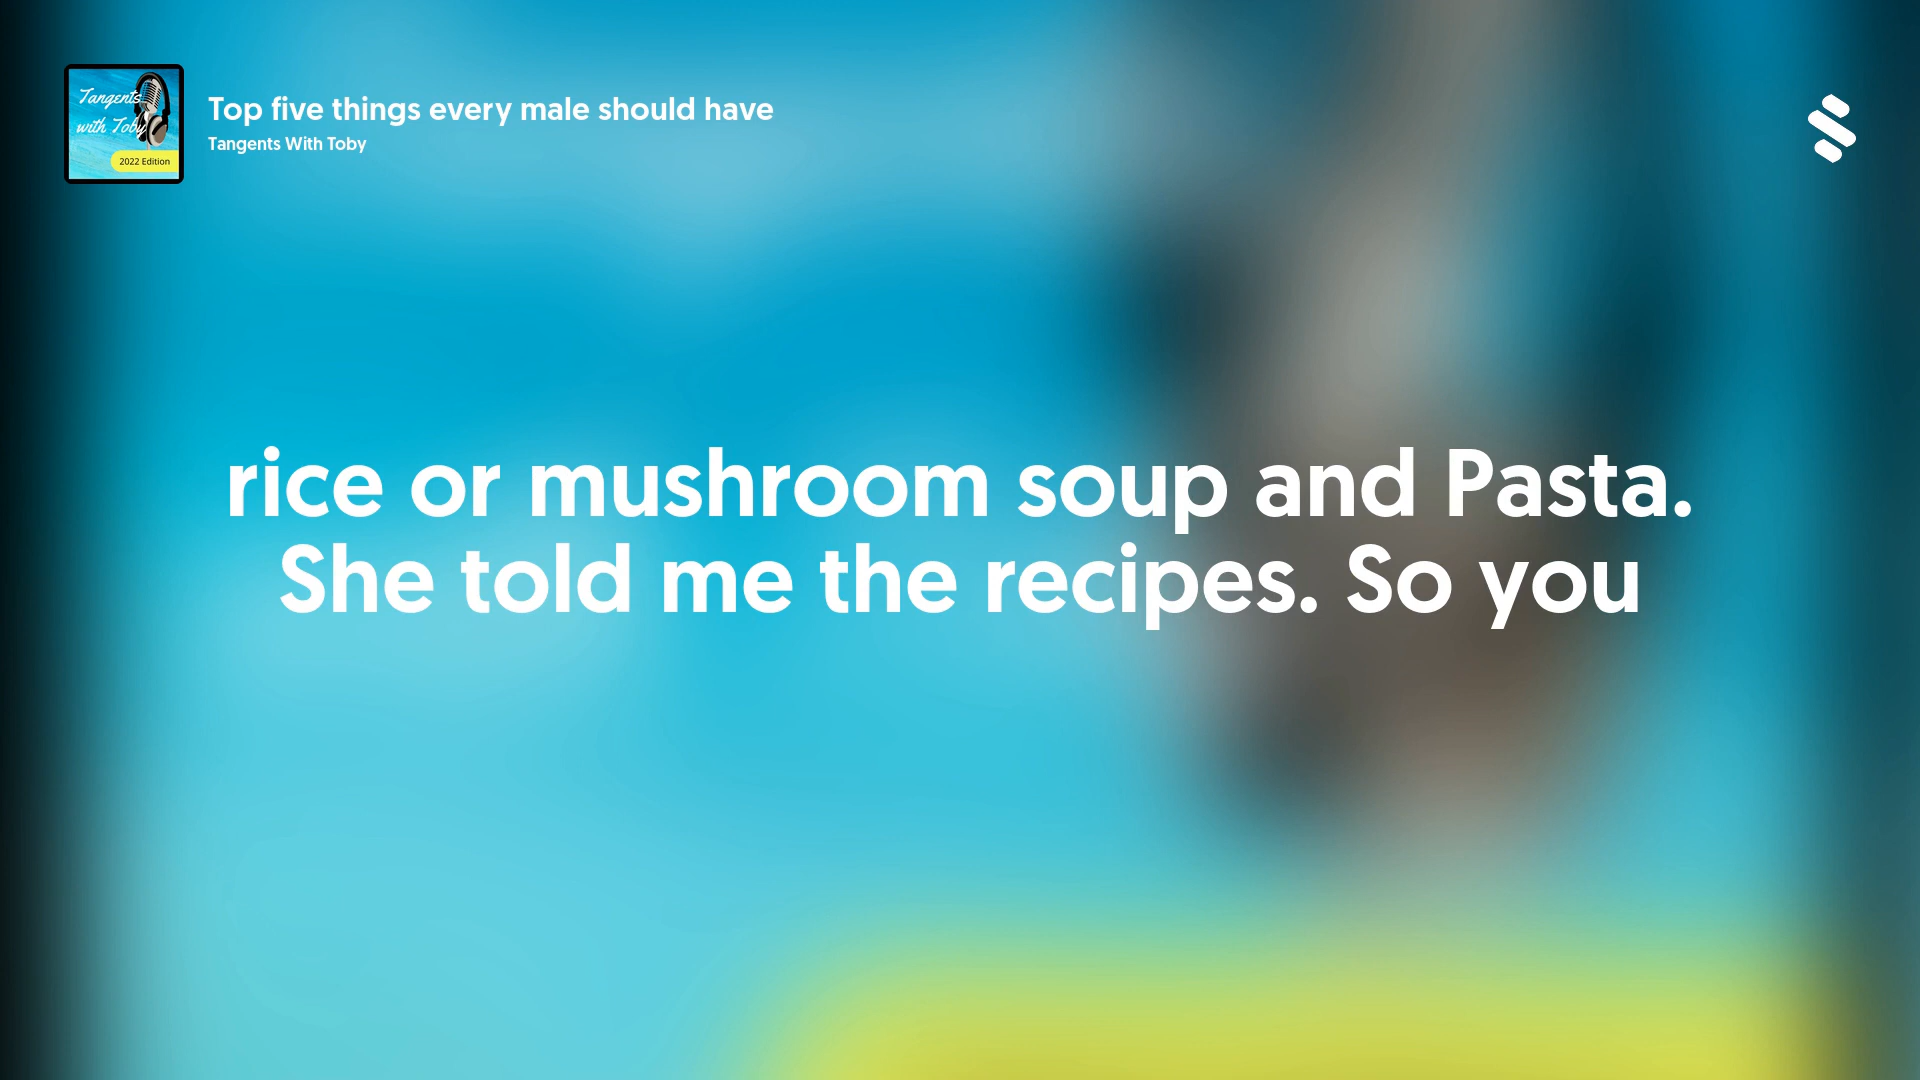 Tangents
with Toby
2022 Edition
Top five things every male should have
Tangents With Toby
rice or mushroom soup and Pasta.
She told me the recipes. So you